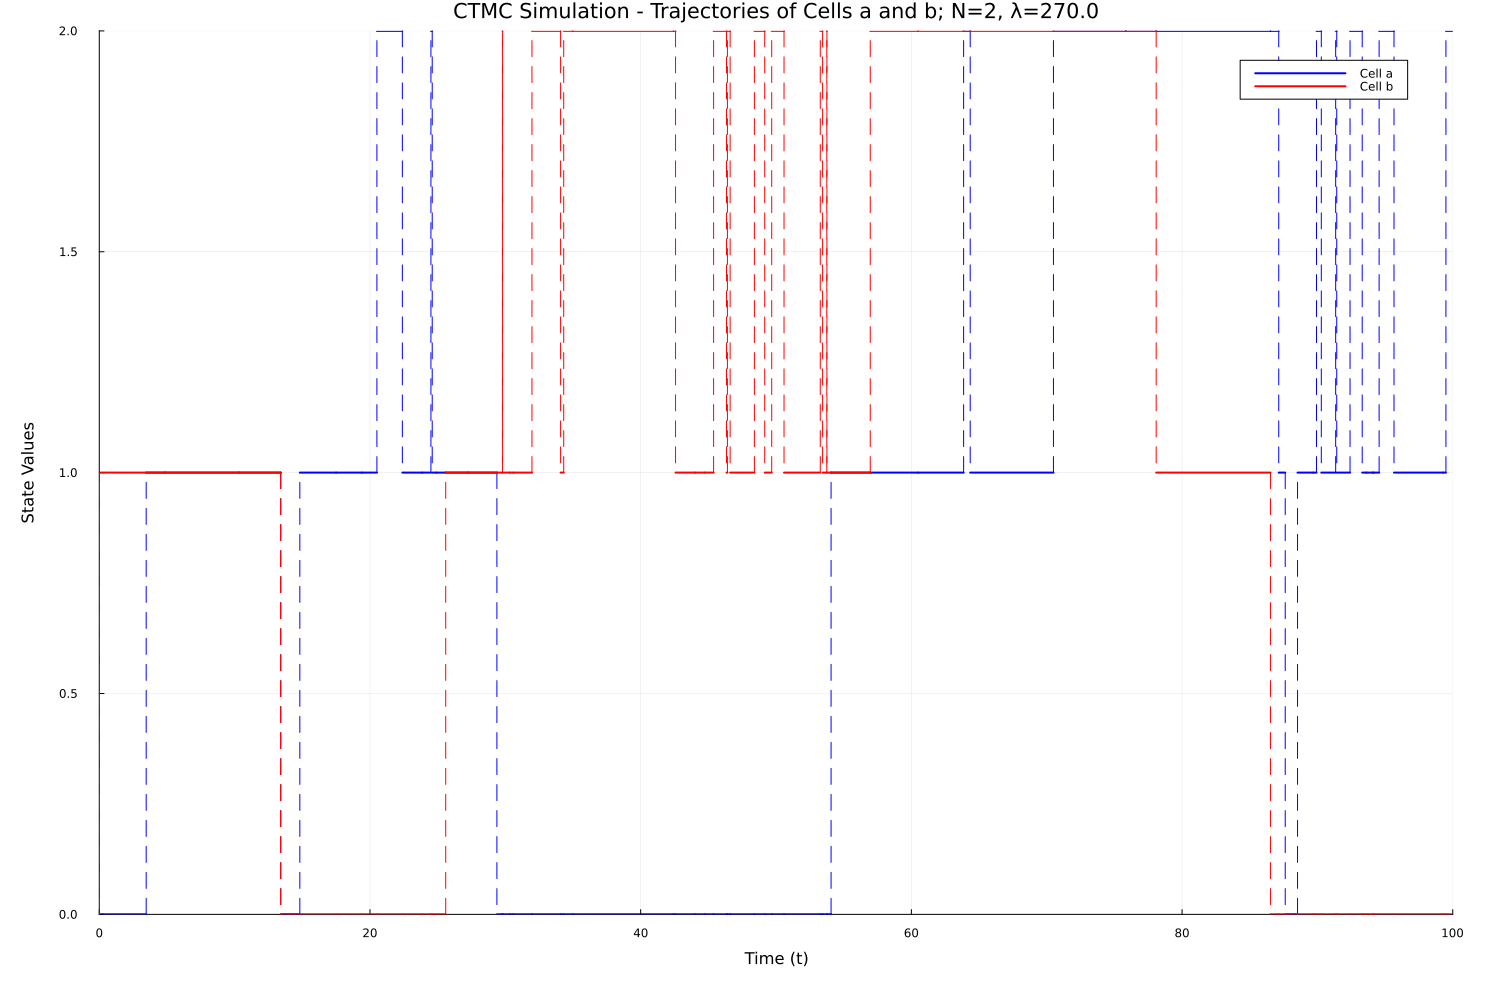 CTMC Simulation - Trajectories of Cells a and b; N=2, λ=270.0
2.0
Cell a
Cell b
1.5
1.0
State Values
0.5
0.0
0 20 40 60 80 100
Time (t)